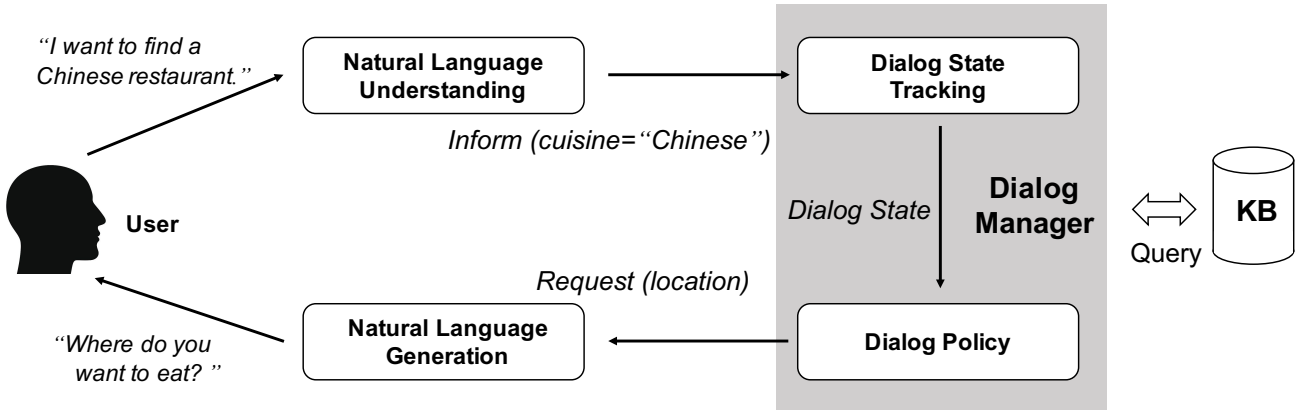 “I want to find a
Chinese restaurant.”
Natural Language
Understanding
Dialog State
Tracking
Inform (cuisine=“Chinese”)
User
Dialog State
Dialog
Manager
KB
Query
Request (location)
“Where do you
want to eat? ”
Natural Language
Generation
Dialog Policy